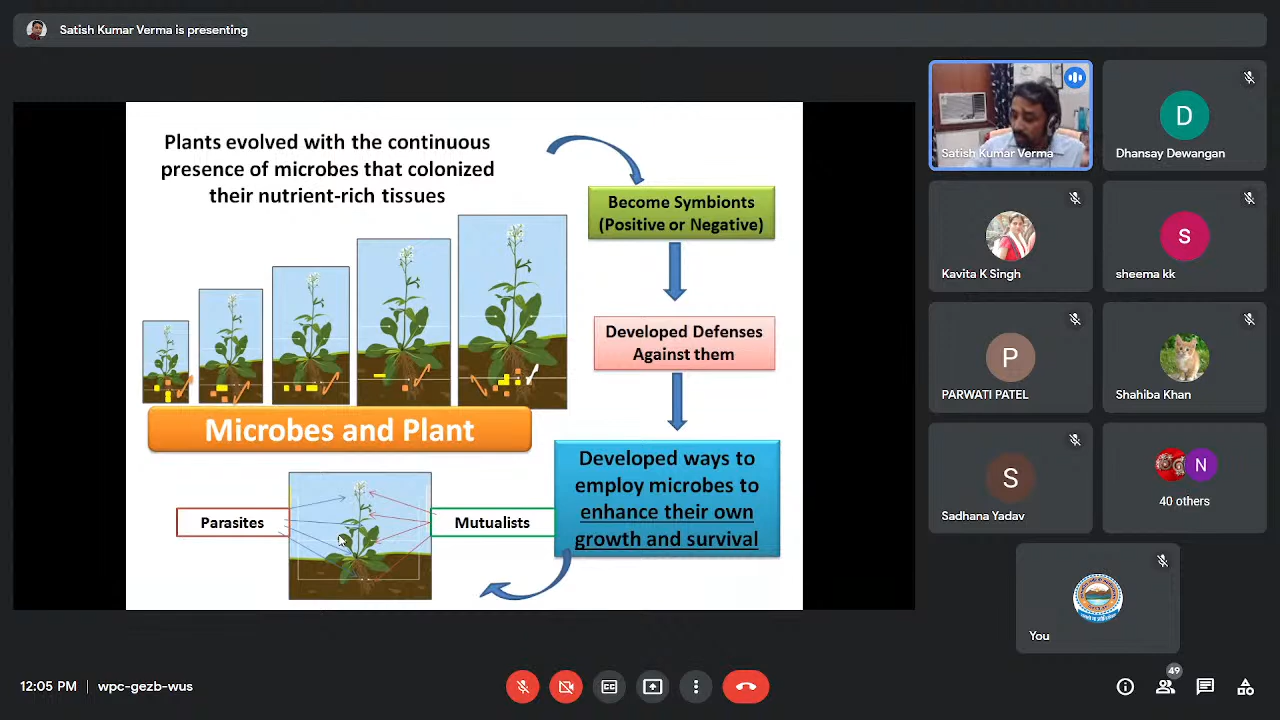 Satish Kumar Verma is presenting
Plants evolved with the continuous
presence of microbes that colonized
their nutrient-rich tissues
Become Symbionts
(Positive or Negative)
Developed Defenses
Against them
Microbes and Plant
Developed ways to
employ microbes to
enhance their own
growth and survival
Parasites
Mutualists
Satish Kumar Verma
D
Dhansay Dewangan
Kavita K Singh
S
sheema kk
P
PARWATI PATEL
Shahiba Khan
S
Sadhana Yadav
N
40 others
You
12:05 PM | wpc-gezb-wus
CC
49